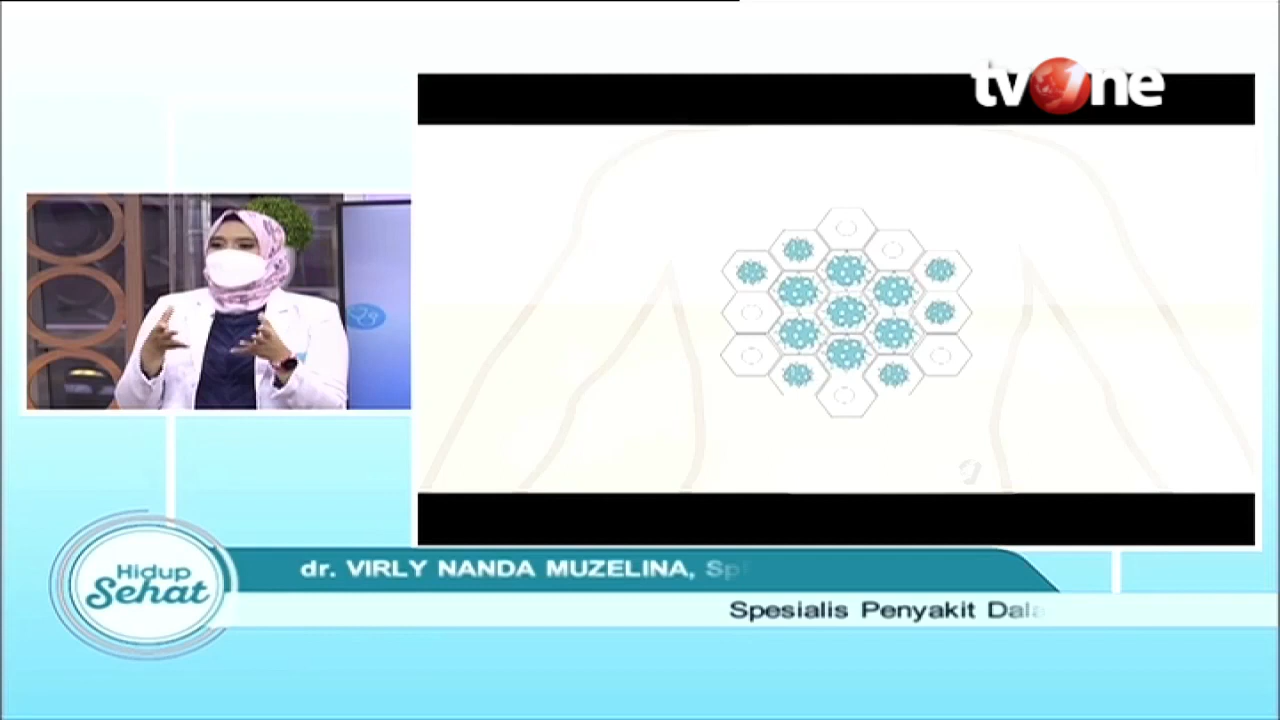 tvOne
dr. VIRLY NANDA MUZELINA,
Spesialis Penyakit
Hidup
Sehat